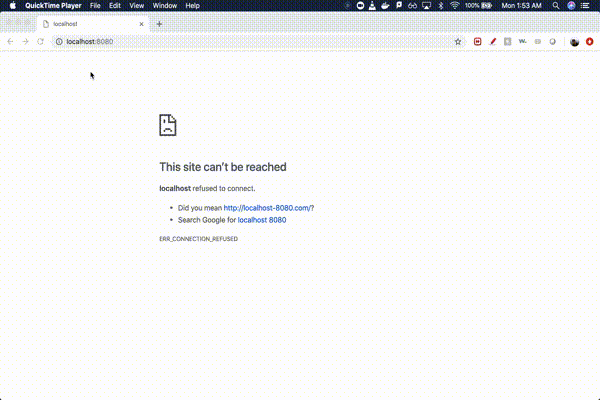 QuickTime Player File Edit View Window Help 100% Mon 1:53 AM
localhost
localhost:8080
This site can’t be reached
localhost refused to connect.
Did you mean http://localhost-8080.com/?
Search Google for localhost 8080
ERR_CONNECTION_REFUSED